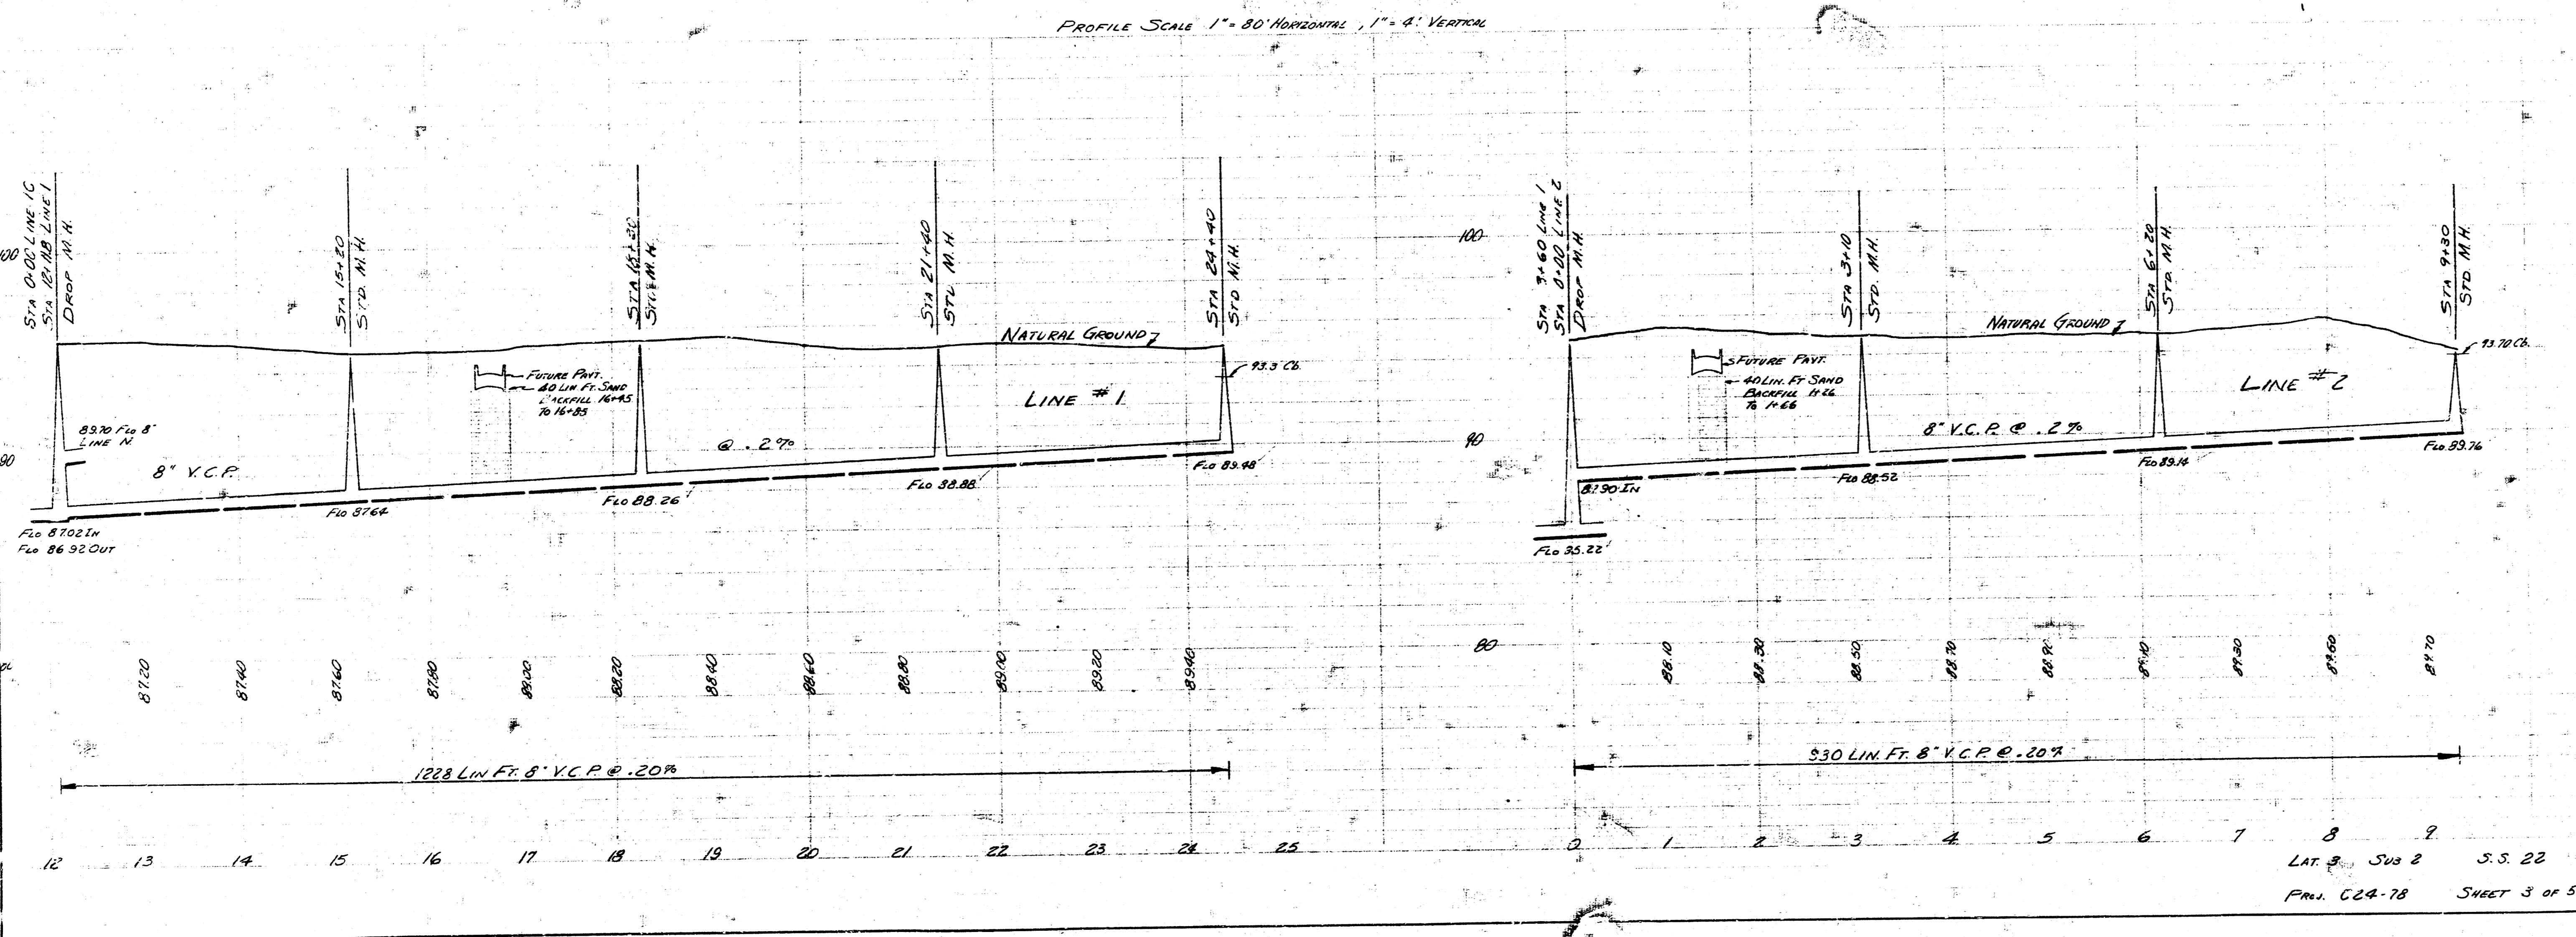 PROFILE SCALE 1"= 80' HORIZONTAL, 1"= 4' VERTICAL
STA 0+00 LINE 1C
STA 12+12 LINE 1
DROP M.H.
STA 15+20
STD. M.H.
STA 18+30
STD. M.H.
STA 21+40
STD. M.H.
STA 24+40
STD M.H.
100
NATURAL GROUND
FUTURE PAVT.
40 LIN FT. SAND
BACKFILL 16+45
TO 16+85
93.3 Cb.
LINE #1
89.70 FLO 8"
LINE N.
90
8" V.C.P.
@ .2%
FLO 87.02 IN
FLO 86.92 OUT
FLO 87.64
FLO 88.26
FLO 88.88
FLO 89.48
87.20
87.40
87.60
87.80
88.00
88.20
88.40
88.60
88.80
89.00
89.20
89.40
1228 LIN FT. 8" V.C.P. @ .20%
12 13 14 15 16 17 18 19 20 21 22 23 24 25
100
90
80
STA 3+60 LINE 1
STA 0+00 LINE 2
DROP M.H.
STA 3+10
STD. M.H.
STA 6+20
STD. M.H.
STA 9+30
STD M.H.
NATURAL GROUND
FUTURE PAVT.
40 LIN. FT SAND
BACKFILL
TO 1+66
93.70 Cb.
LINE #2
8" V.C.P. @ .2%
87.90 IN
FLO 85.22
FLO 88.52
FLO 89.14
FLO 89.76
88.10
88.30
88.50
88.70
88.90
89.10
89.30
89.50
89.70
930 LIN. FT. 8" V.C.P. @ .20%
0 1 2 3 4 5 6 7 8 9
LAT. 3 SUB 2 S.S. 22
PROJ. C24-78 SHEET 3 OF 5